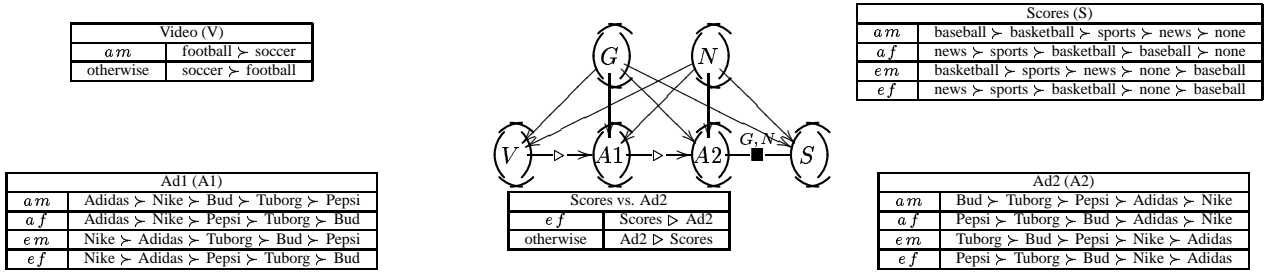 Video (V)
am football ≻ soccer
otherwise soccer ≻ football
Scores (S)
am baseball ≻ basketball ≻ sports ≻ news ≻ none
af news ≻ sports ≻ basketball ≻ baseball ≻ none
em basketball ≻ sports ≻ news ≻ none ≻ baseball
ef news ≻ sports ≻ basketball ≻ none ≻ baseball
G N
G, N
V ▷ A1 ▷ A2 S
Ad1 (A1)
am Adidas ≻ Nike ≻ Bud ≻ Tuborg ≻ Pepsi
af Adidas ≻ Nike ≻ Pepsi ≻ Tuborg ≻ Bud
em Nike ≻ Adidas ≻ Tuborg ≻ Bud ≻ Pepsi
ef Nike ≻ Adidas ≻ Pepsi ≻ Tuborg ≻ Bud
Scores vs. Ad2
ef Scores ▷ Ad2
otherwise Ad2 ▷ Scores
Ad2 (A2)
am Bud ≻ Tuborg ≻ Pepsi ≻ Adidas ≻ Nike
af Pepsi ≻ Tuborg ≻ Bud ≻ Adidas ≻ Nike
em Tuborg ≻ Bud ≻ Pepsi ≻ Nike ≻ Adidas
ef Pepsi ≻ Tuborg ≻ Bud ≻ Nike ≻ Adidas